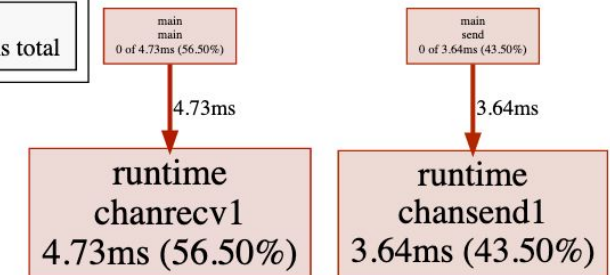 s total
main
main
0 of 4.73ms (56.50%)
main
send
0 of 3.64ms (43.50%)
4.73ms
3.64ms
runtime
chanrecv1
4.73ms (56.50%)
runtime
chansend1
3.64ms (43.50%)